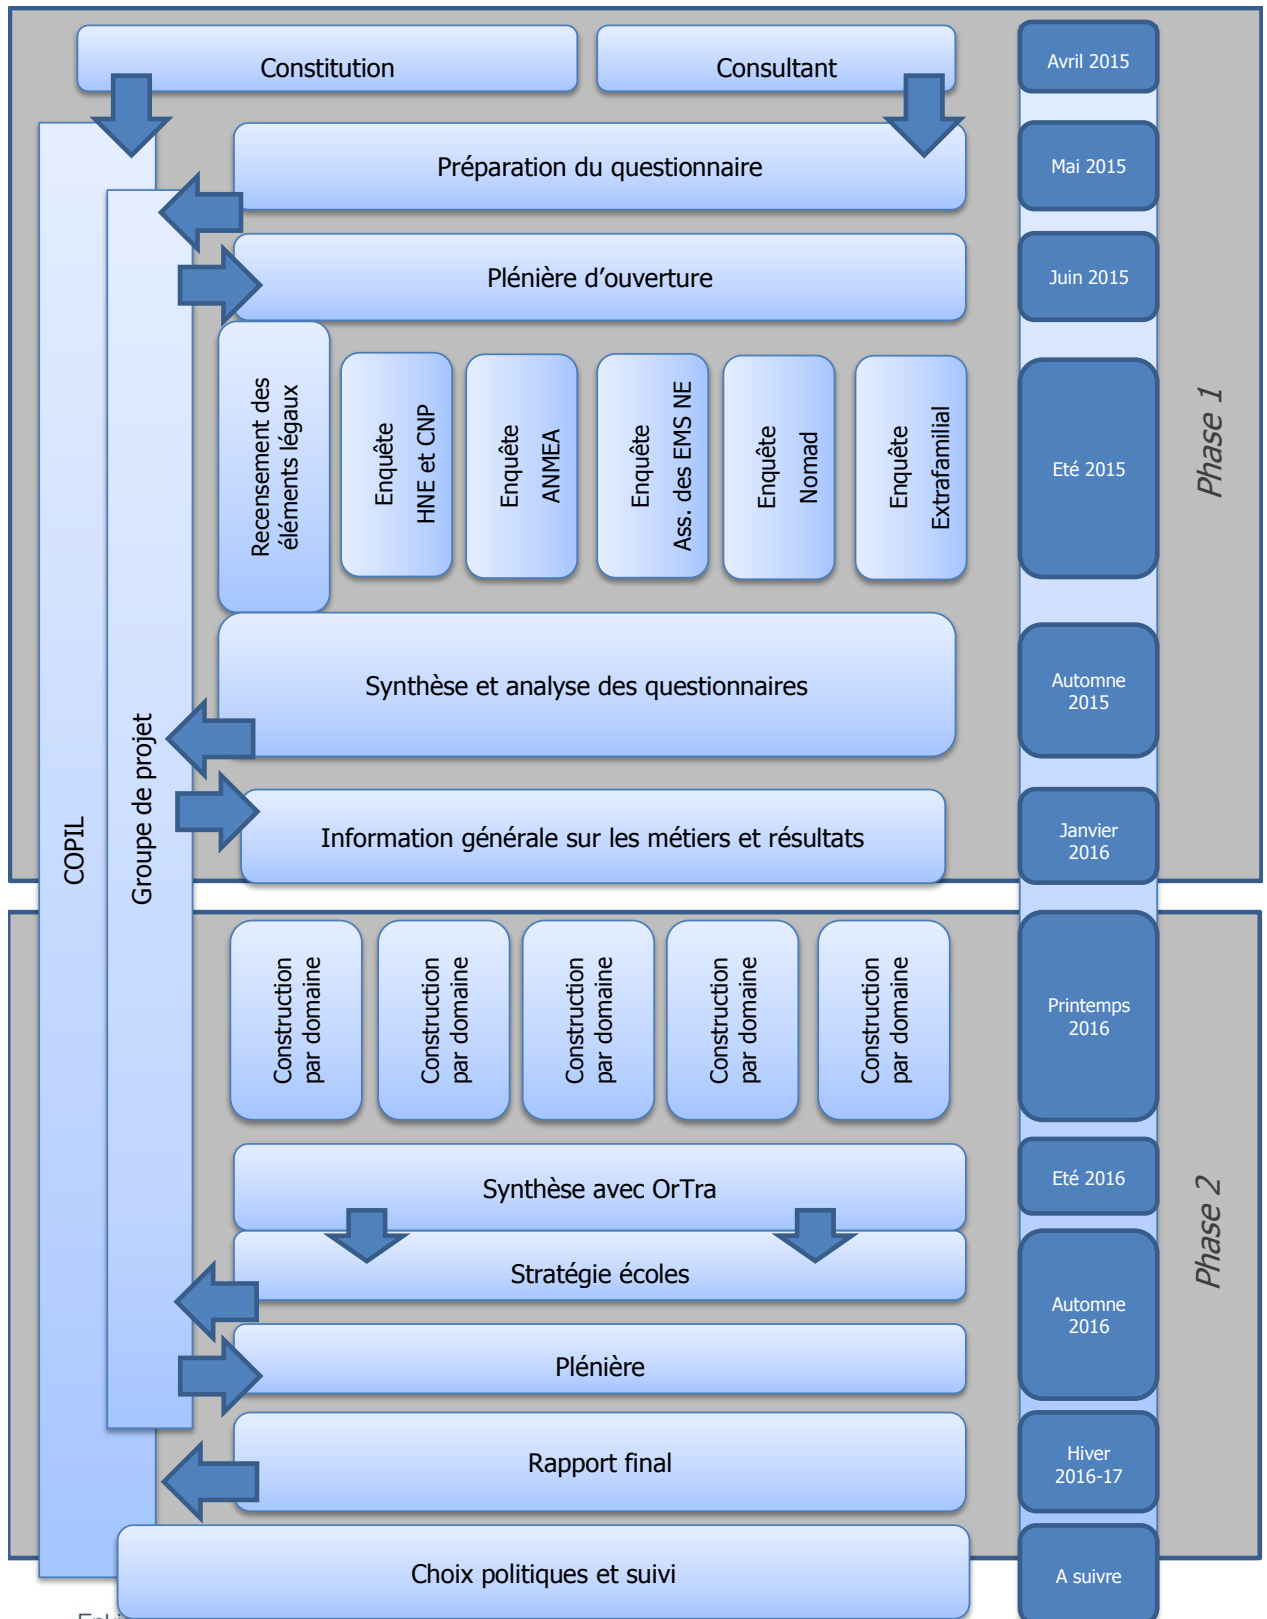 Constitution
Consultant
Avril 2015
Préparation du questionnaire
Mai 2015
Plénière d'ouverture
Juin 2015
Recensement des
éléments légaux
Enquête
HNE et CNP
Enquête
ANMEA
Enquête
Ass. des EMS NE
Enquête
Nomad
Enquête
Extrafamilial
Eté 2015
Phase 1
Synthèse et analyse des questionnaires
Automne
2015
COPIL
Groupe de projet
Information générale sur les métiers et résultats
Janvier
2016
Construction
par domaine
Construction
par domaine
Construction
par domaine
Construction
par domaine
Construction
par domaine
Printemps
2016
Synthèse avec OrTra
Eté 2016
Phase 2
Stratégie écoles
Automne
2016
Plénière
Rapport final
Hiver
2016-17
Choix politiques et suivi
A suivre